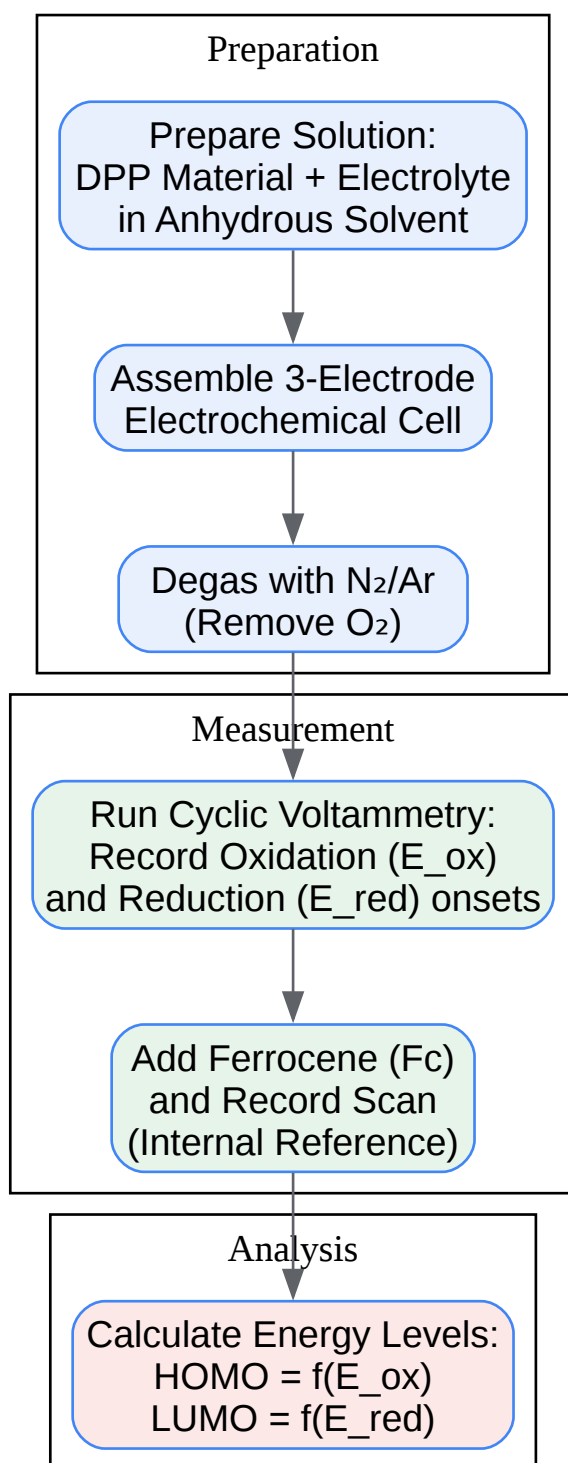 Preparation
Prepare Solution:
DPP Material + Electrolyte
in Anhydrous Solvent
Assemble 3-Electrode
Electrochemical Cell
Degas with N₂/Ar
(Remove O₂)
Measurement
Run Cyclic Voltammetry:
Record Oxidation (E_ox)
and Reduction (E_red) onsets
Add Ferrocene (Fc)
and Record Scan
(Internal Reference)
Analysis
Calculate Energy Levels:
HOMO = f(E_ox)
LUMO = f(E_red)